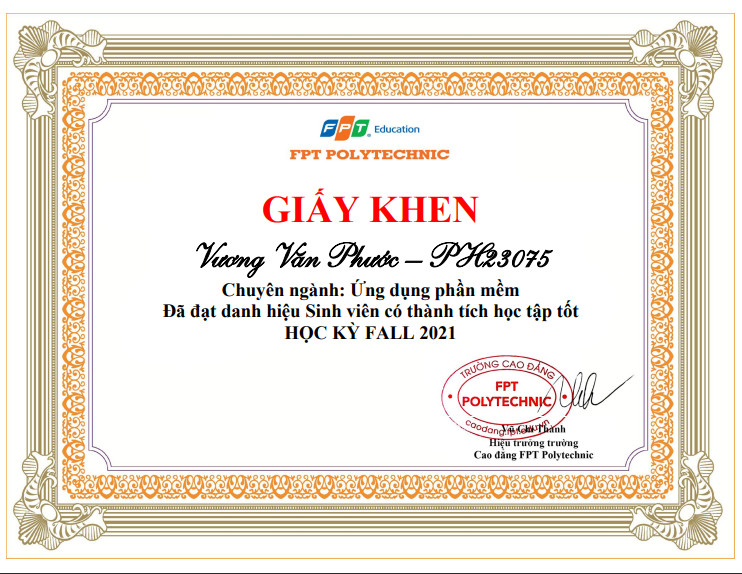 FPT Education
FPT POLYTECHNIC
GIẤY KHEN
Vương Văn Phước – PH23075
Chuyên ngành: Ứng dụng phần mềm
Đã đạt danh hiệu Sinh viên có thành tích học tập tốt
HỌC KỲ FALL 2021
TRƯỜNG CAO ĐẲNG
FPT
POLYTECHNIC
caodang.fpt.edu.vn
Vũ Chí Thành
Hiệu trưởng trường
Cao đẳng FPT Polytechnic